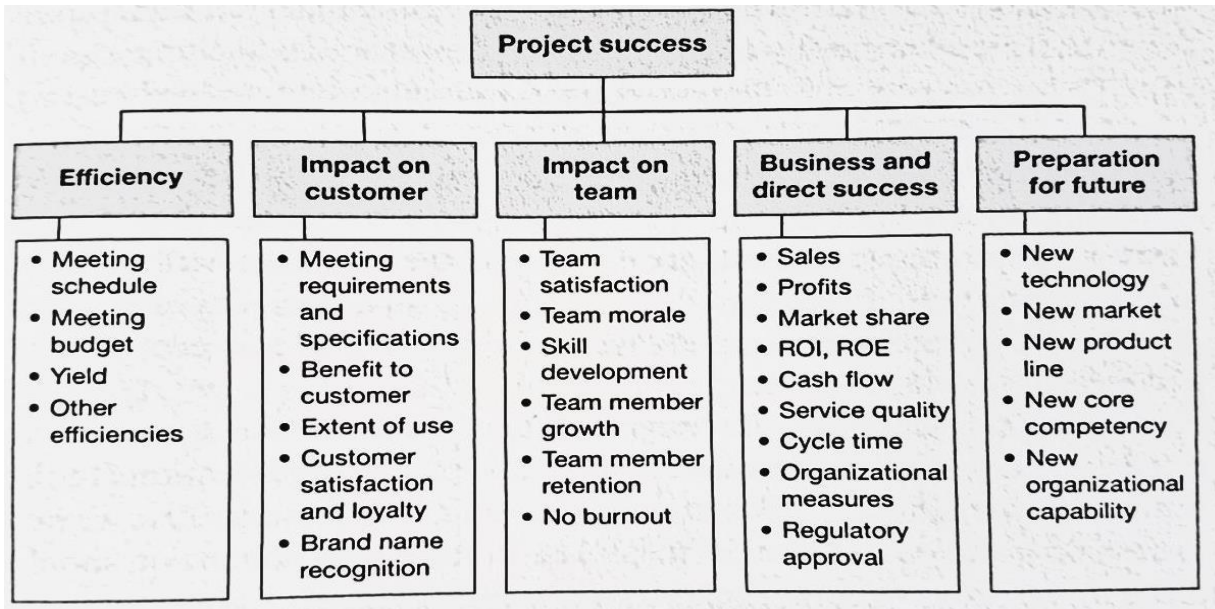 Project success
Efficiency
• Meeting
schedule
• Meeting
budget
• Yield
• Other
efficiencies
Impact on
customer
• Meeting
requirements
and
specifications
• Benefit to
customer
• Extent of use
• Customer
satisfaction
and loyalty
• Brand name
recognition
Impact on
team
• Team
satisfaction
• Team morale
• Skill
development
• Team member
growth
• Team member
retention
• No burnout
Business and
direct success
• Sales
• Profits
• Market share
• ROI, ROE
• Cash flow
• Service quality
• Cycle time
• Organizational
measures
• Regulatory
approval
Preparation
for future
• New
technology
• New market
• New product
line
• New core
competency
• New
organizational
capability